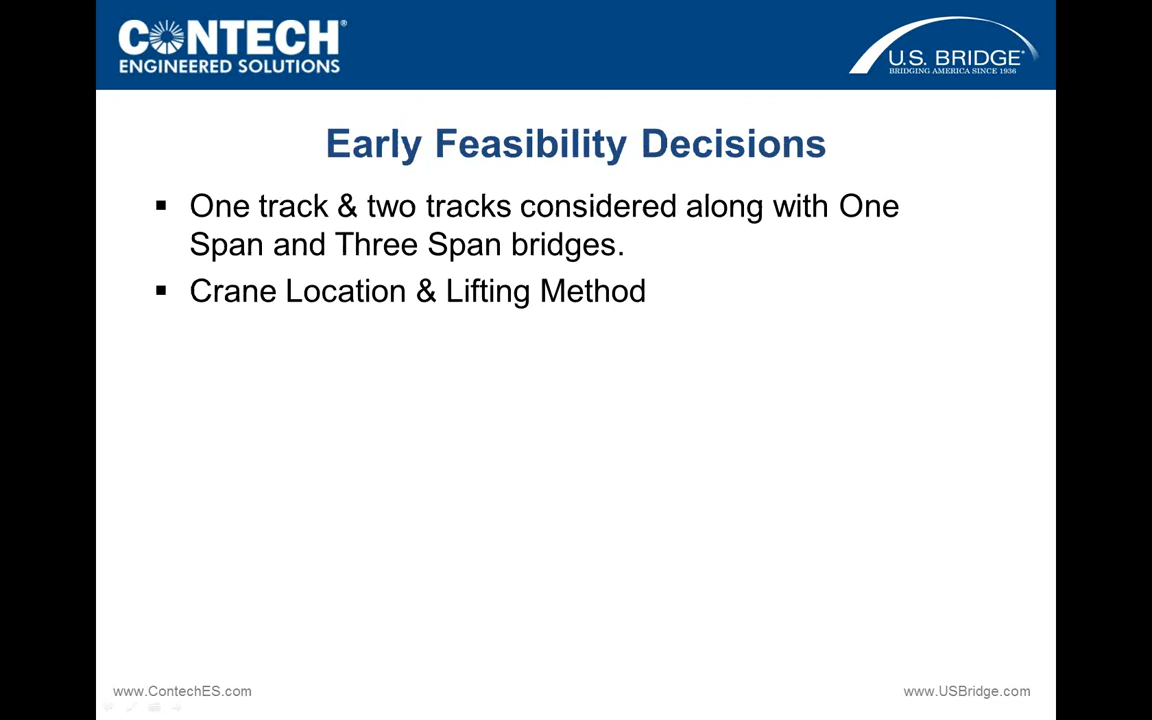 CONTECH®
ENGINEERED SOLUTIONS
U.S. BRIDGE®
BRIDGING AMERICA SINCE 1936
Early Feasibility Decisions
▪ One track & two tracks considered along with One
Span and Three Span bridges.
▪ Crane Location & Lifting Method
www.ContechES.com
www.USBridge.com